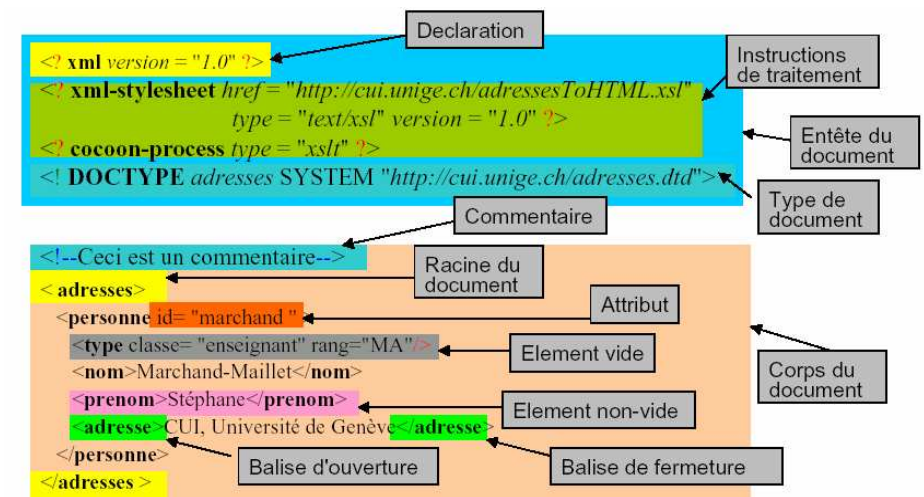 Declaration
<? xml version = "1.0" ?>
Instructions
de traitement
<? xml-stylesheet href = "http://cui.unige.ch/adressesToHTML.xsl"
type = "text/xsl" version = "1.0" ?>
<? cocoon-process type = "xslt" ?>
Entête du
document
<! DOCTYPE adresses SYSTEM "http://cui.unige.ch/adresses.dtd">
Type de
document
Commentaire
<!--Ceci est un commentaire-->
Racine du
document
< adresses>
Attribut
<personne id= "marchand ">
<type classe= "enseignant" rang="MA"/>
Element vide
Corps du
document
<nom>Marchand-Maillet</nom>
<prenom>Stéphane</prenom>
Element non-vide
<adresse>CUI, Université de Genève</adresse>
</personne>
Balise d'ouverture
Balise de fermeture
</adresses >